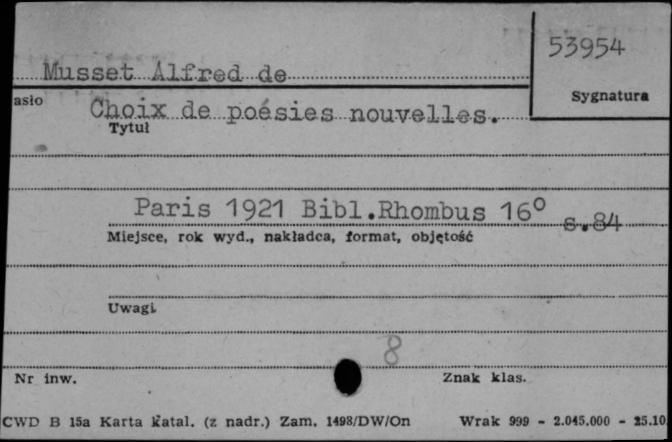 53954
Musset Alfred de
Sygnatura
asło
Choix de poésies nouvelles.
Tytuł
Paris 1921 Bibl.Rhombus 16° s.84
Miejsce, rok wyd., nakładca, format, objętość
Uwagi
8
Nr inw.
Znak klas.
CWD B 15a Karta katal. (z nadr.) Zam. 1498/DW/On Wrak 999 - 2.045.000 - 25.10